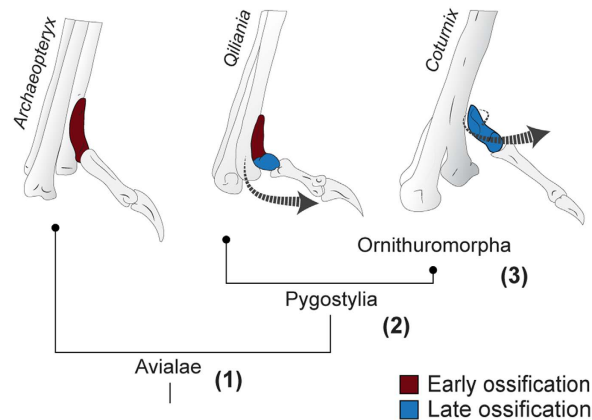 Archaeopteryx
Qiliania
Coturnix
Ornithuromorpha
(3)
Pygostylia
(2)
Avialae
(1)
Early ossification
Late ossification